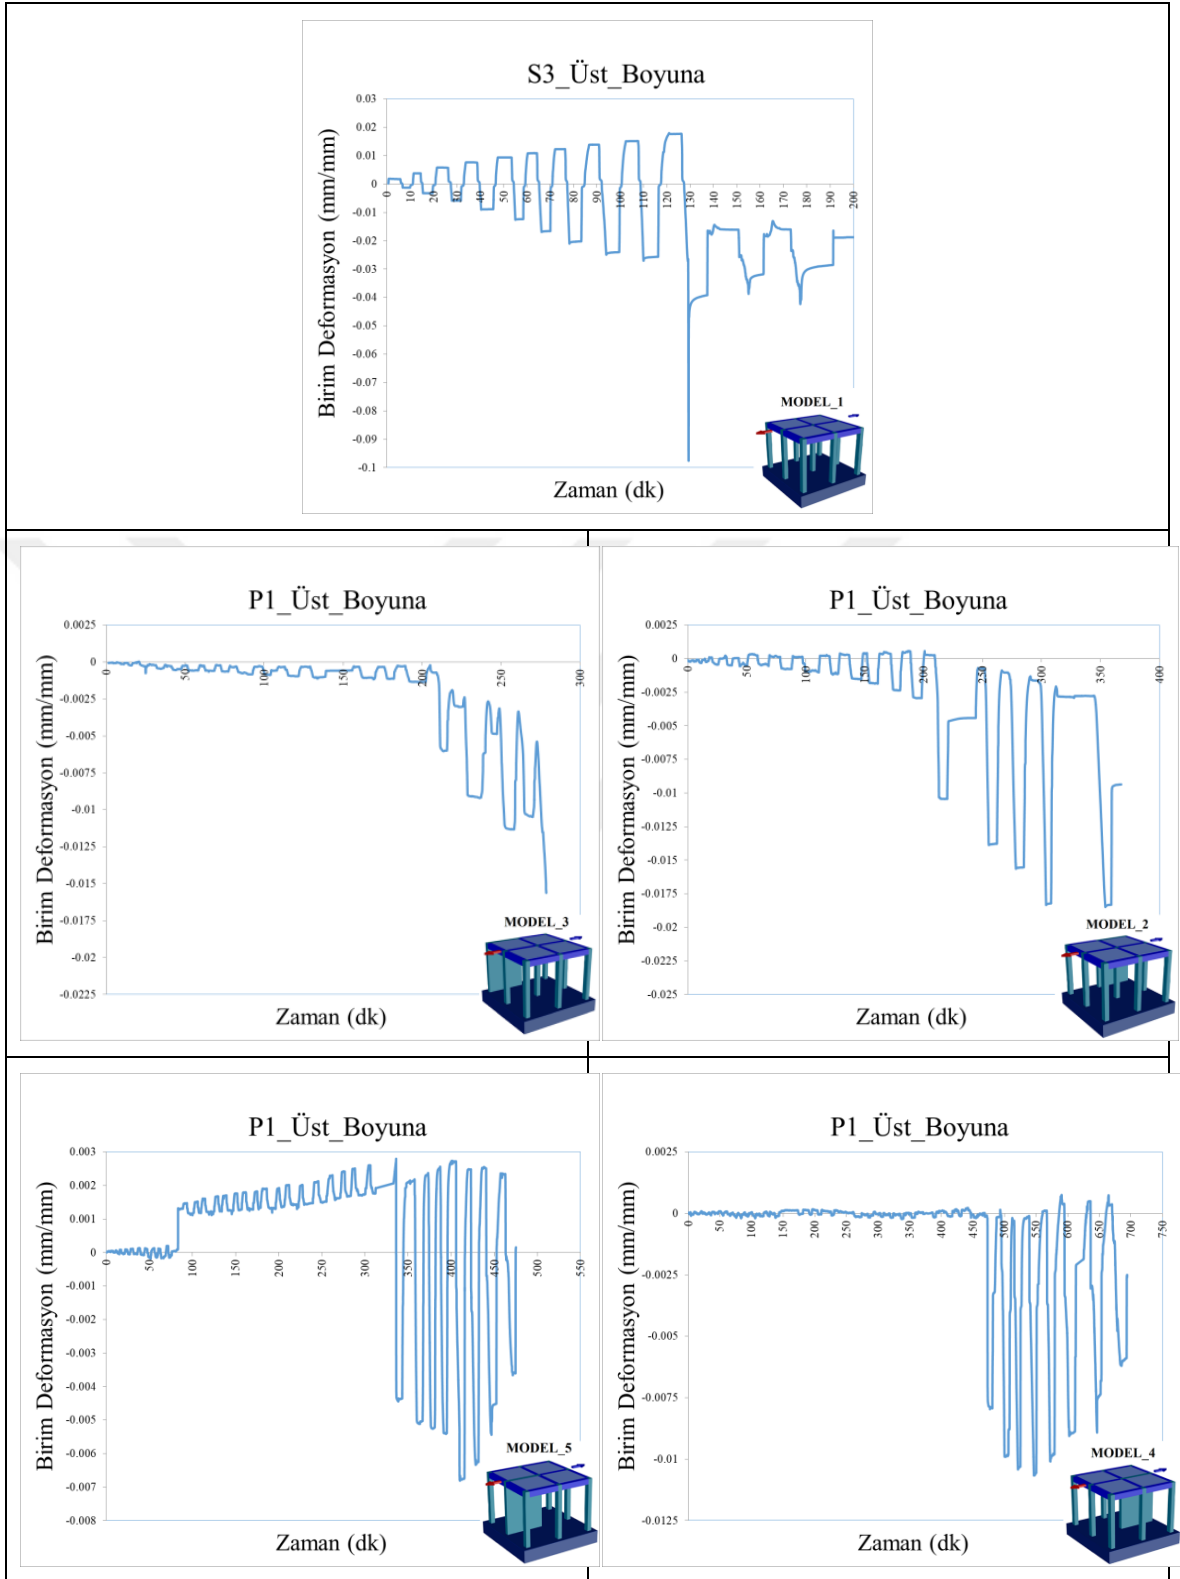 S3_Üst_Boyuna
Birim Deformasyon (mm/mm)
0.03
0.02
0.01
0
-0.01
-0.02
-0.03
-0.04
-0.05
-0.06
-0.07
-0.08
-0.09
-0.1
0 10 20 30 40 50 60 70 80 90 100 110 120 130 140 150 160 170 180 190 200
MODEL_1
Zaman (dk)
P1_Üst_Boyuna
Birim Deformasyon (mm/mm)
0.0025
0
-0.0025
-0.005
-0.0075
-0.01
-0.0125
-0.015
-0.0175
-0.02
-0.0225
0 50 100 150 200 250 300
MODEL_3
Zaman (dk)
P1_Üst_Boyuna
Birim Deformasyon (mm/mm)
0.0025
0
-0.0025
-0.005
-0.0075
-0.01
-0.0125
-0.015
-0.0175
-0.02
-0.0225
-0.025
0 50 100 150 200 250 300 350 400
MODEL_2
Zaman (dk)
P1_Üst_Boyuna
Birim Deformasyon (mm/mm)
0.003
0.002
0.001
0
-0.001
-0.002
-0.003
-0.004
-0.005
-0.006
-0.007
-0.008
0 50 100 150 200 250 300 350 400 450 500 550
MODEL_5
Zaman (dk)
P1_Üst_Boyuna
Birim Deformasyon (mm/mm)
0.0025
0
-0.0025
-0.005
-0.0075
-0.01
-0.0125
0 50 100 150 200 250 300 350 400 450 500 550 600 650 700 750
MODEL_4
Zaman (dk)